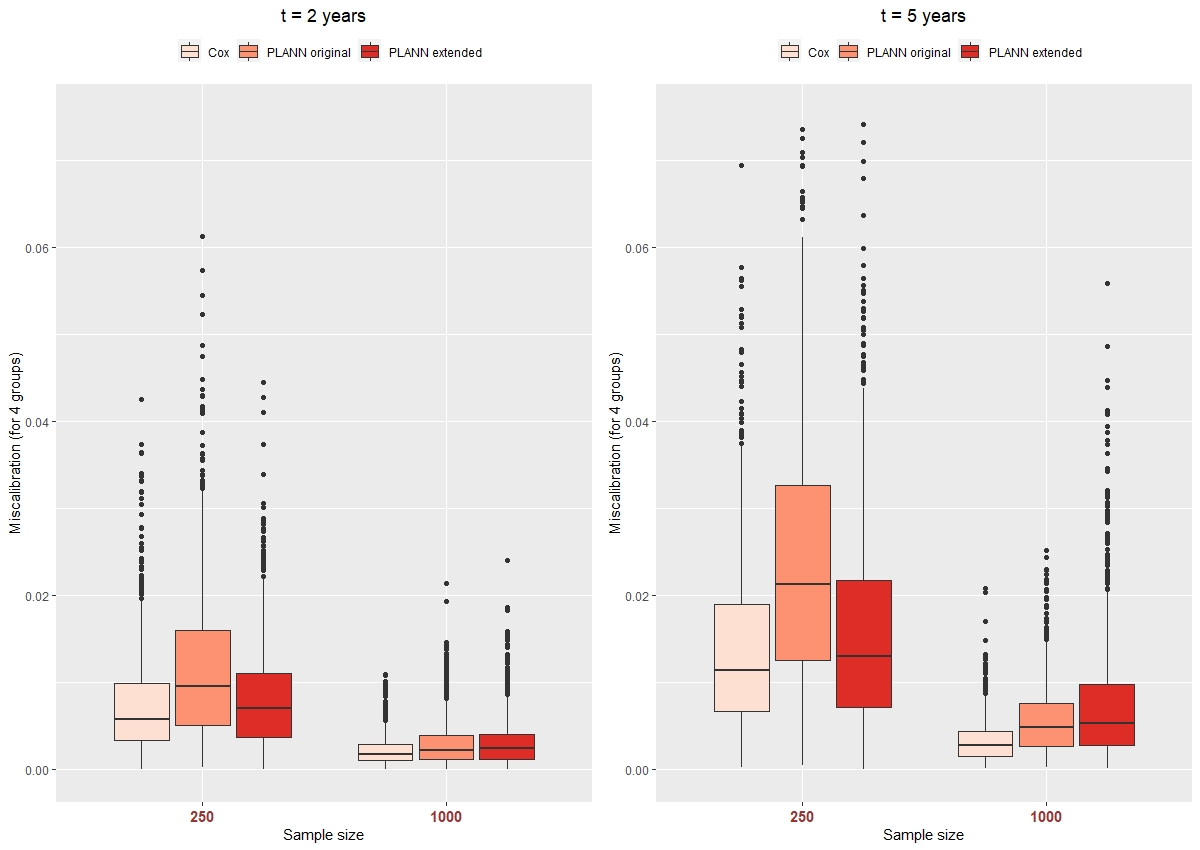 t = 2 years
Cox PLANN original PLANN extended
Miscalibration (for 4 groups)
0.06
0.04
0.02
0.00
250 1000
Sample size
t = 5 years
Cox PLANN original PLANN extended
Miscalibration (for 4 groups)
0.06
0.04
0.02
0.00
250 1000
Sample size